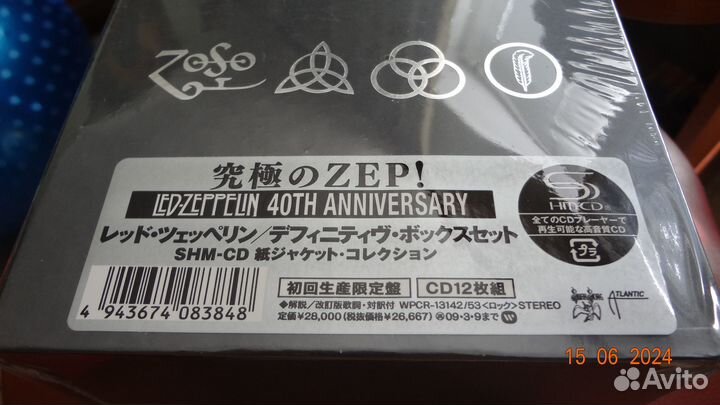 ZoSo
究極のZEP!
LED-ZEPPELIN 40TH ANNIVERSARY
レッド・ツェッペリン/デフィニティヴ・ボックスセット
SHM-CD 紙ジャケット・コレクション
SHM-CD
全てのCDプレーヤーで
再生可能な高音質CD
プラ
初回生産限定盤 CD12枚組
4 943674 083848
◆解説/改訂版歌詞・対訳付 WPCR-13142/53<ロック>STEREO
定価¥28,000(税抜価格¥26,667) 09・3・9まで
ATLANTIC
15 06 2024
Avito